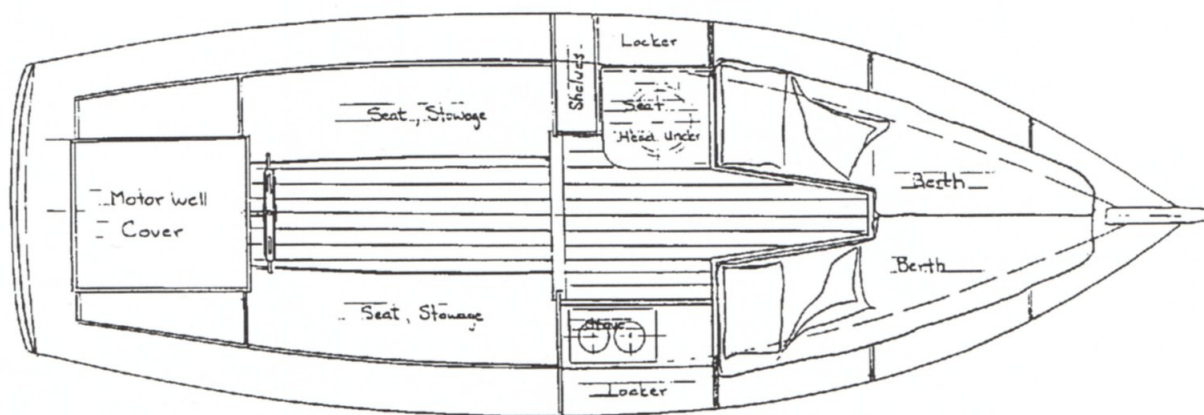 Locker
Shelves
Seat
Head Under
Seat, Stowage
Motor well
Cover
Berth
Berth
Seat, Stowage
Stove
Locker